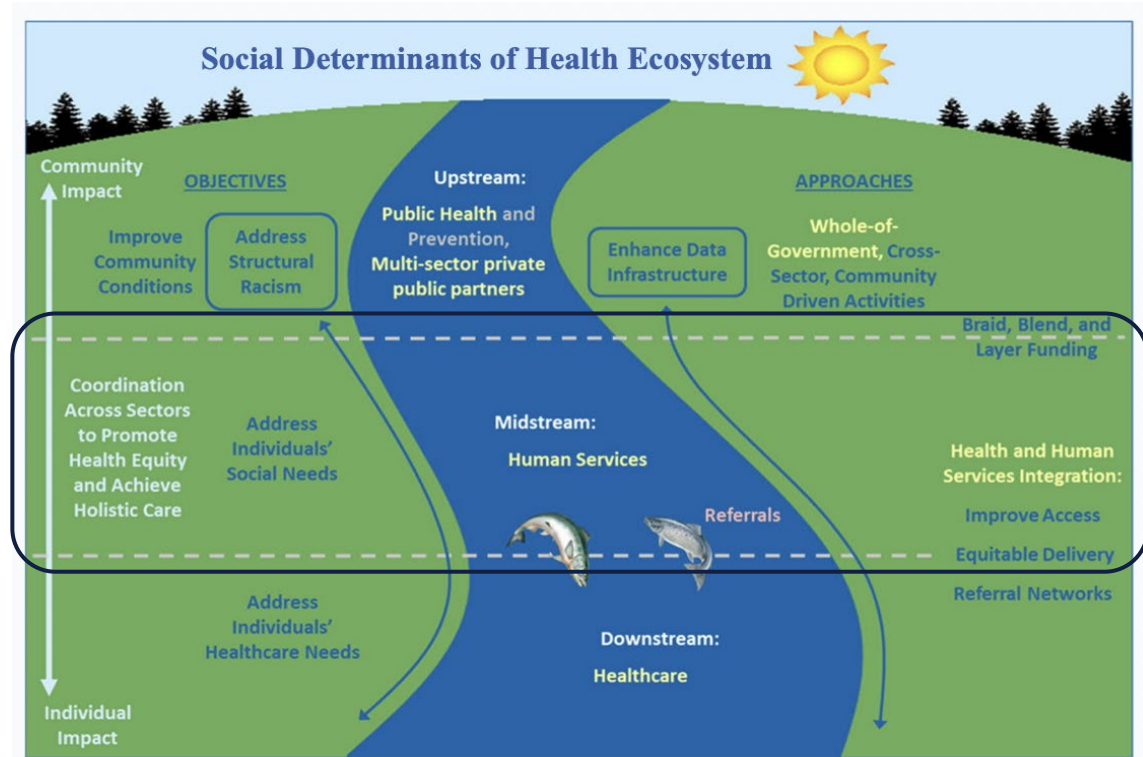 Social Determinants of Health Ecosystem
Community
Impact
OBJECTIVES
Improve
Community
Conditions
Address
Structural
Racism
Upstream:
Public Health and
Prevention,
Multi-sector private
public partners
APPROACHES
Enhance Data
Infrastructure
Whole-of-
Government, Cross-
Sector, Community
Driven Activities
Braid, Blend, and
Layer Funding
Coordination
Across Sectors
to Promote
Health Equity
and Achieve
Holistic Care
Address
Individuals’
Social Needs
Midstream:
Human Services
Referrals
Health and Human
Services Integration:
Improve Access
Equitable Delivery
Referral Networks
Address
Individuals’
Healthcare Needs
Downstream:
Healthcare
Individual
Impact